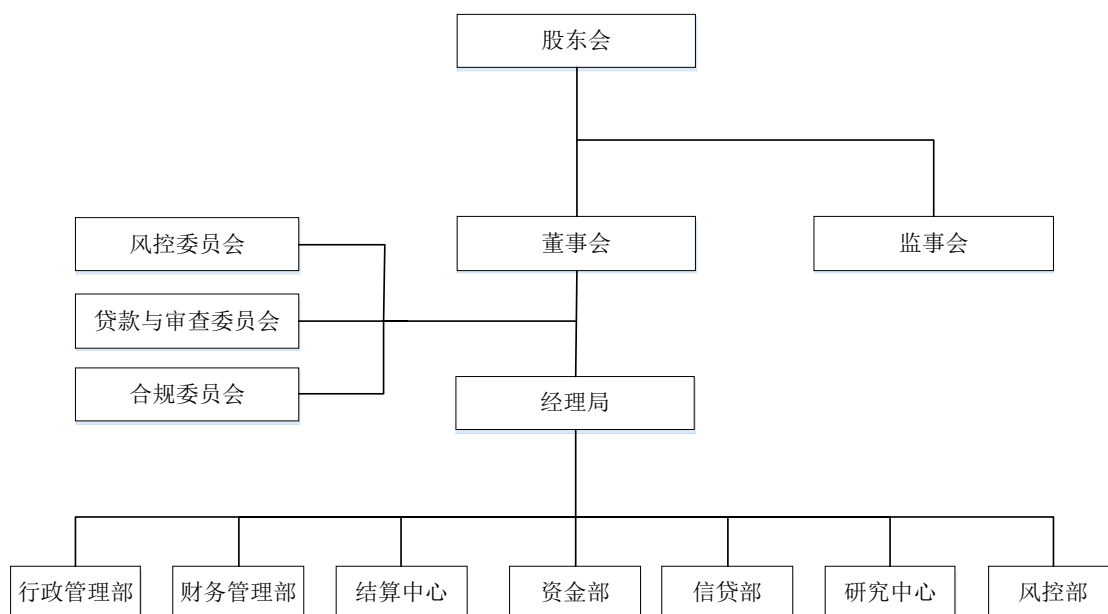 股东会
董事会
监事会
风控委员会
贷款与审查委员会
合规委员会
经理局
行政管理部
财务管理部
结算中心
资金部
信贷部
研究中心
风控部